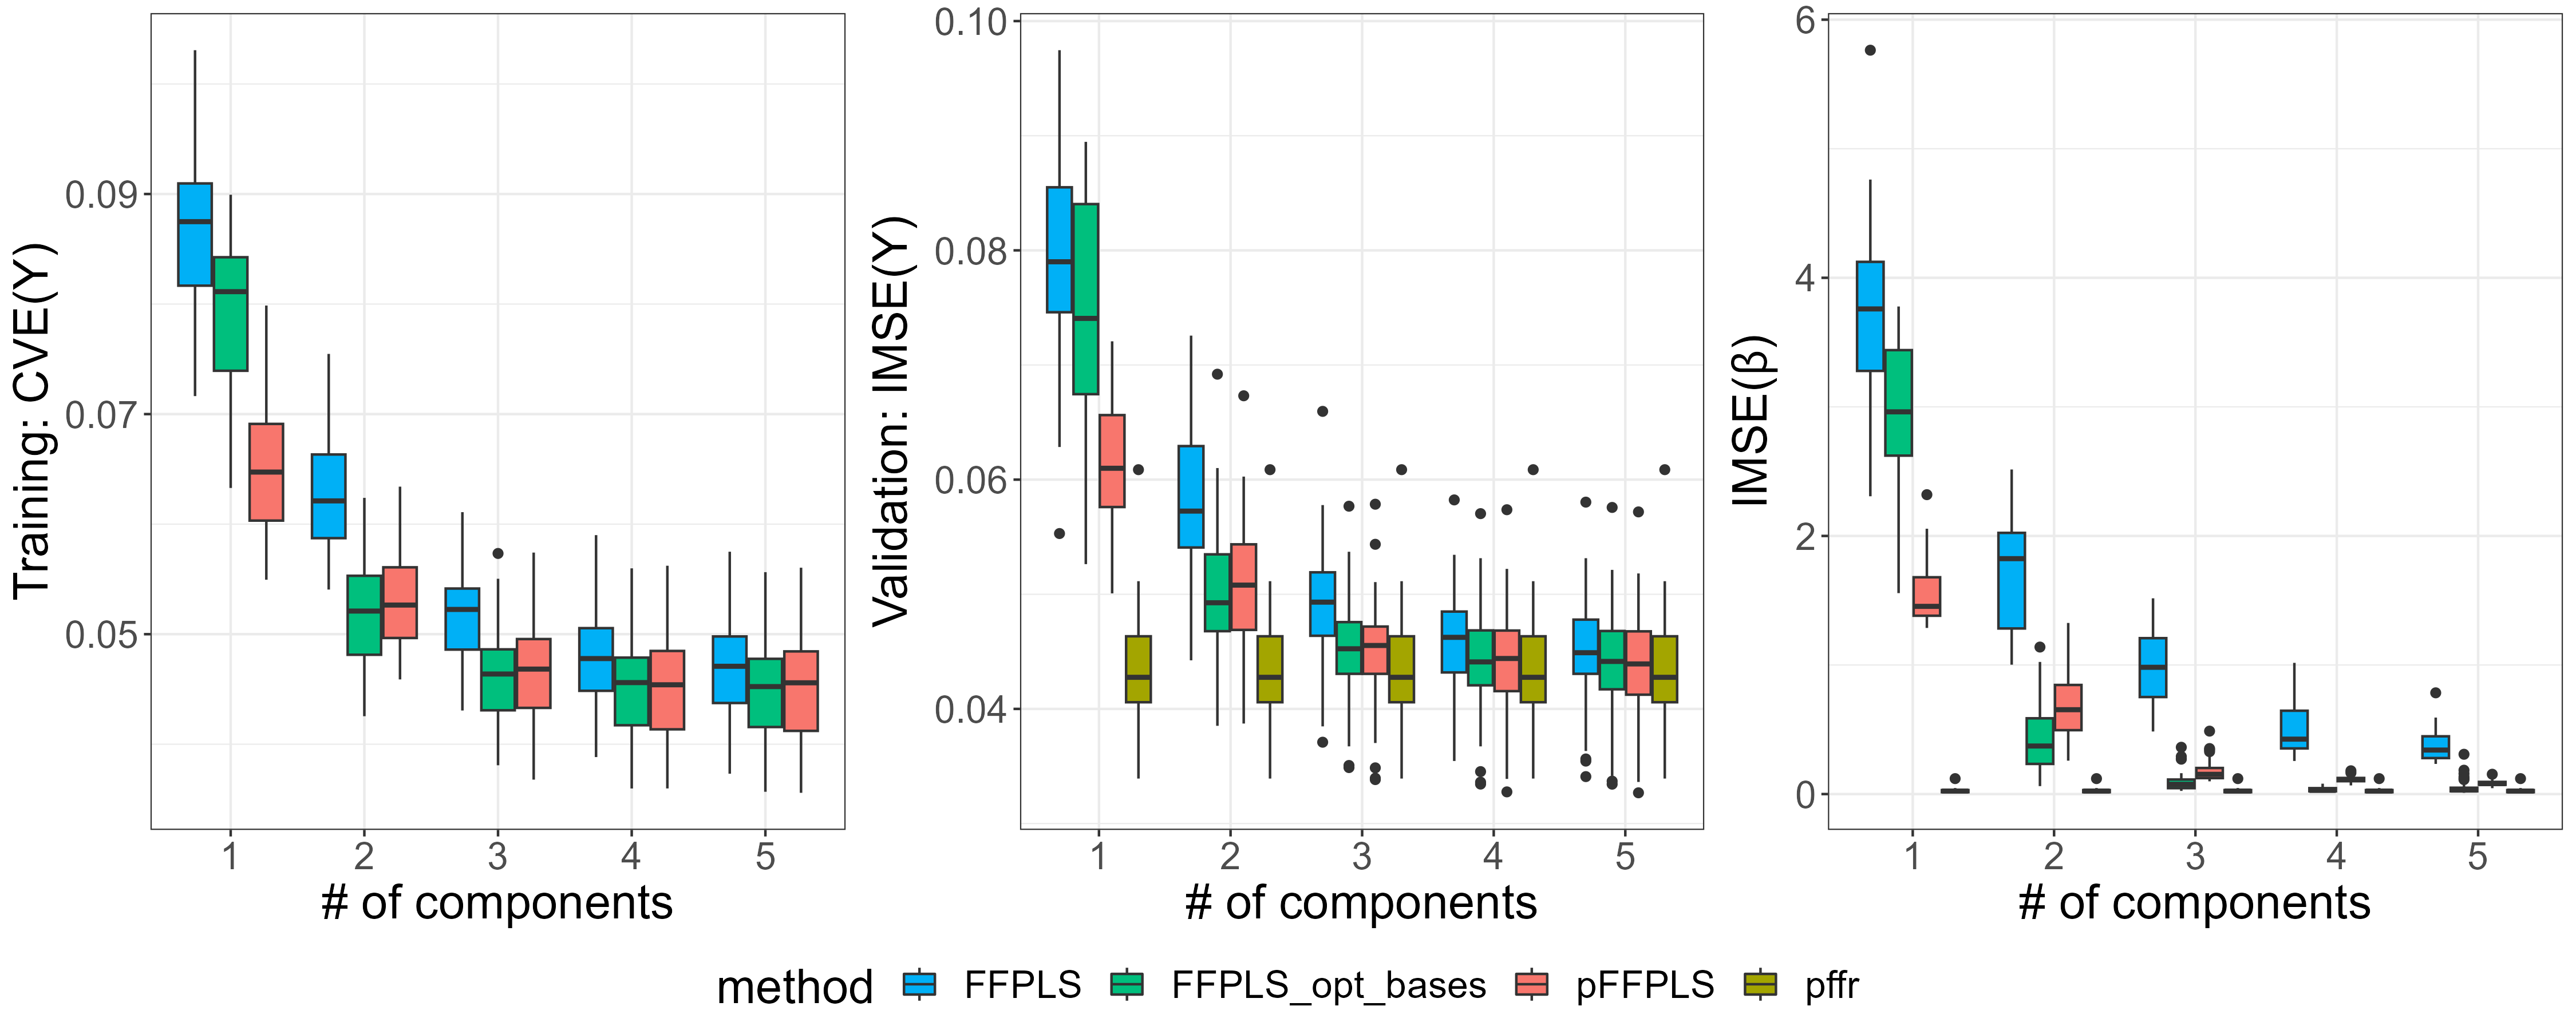 Training: CVE(Y)
0.09
0.07
0.05
1 2 3 4 5
# of components
Validation: IMSE(Y)
0.10
0.08
0.06
0.04
1 2 3 4 5
# of components
IMSE(β)
6
4
2
0
1 2 3 4 5
# of components
method FFPLS FFPLS_opt_bases pFFPLS pffr